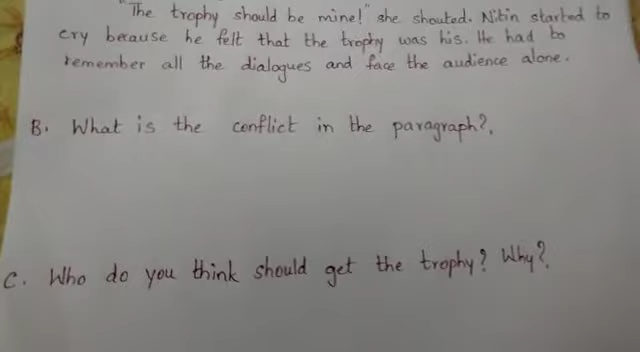 "The trophy should be mine!" she shouted. Nitin started to
cry because he felt that the trophy was his. He had to
remember all the dialogues and face the audience alone.
B. What is the conflict in the paragraph?.
C. Who do you think should get the trophy? Why?